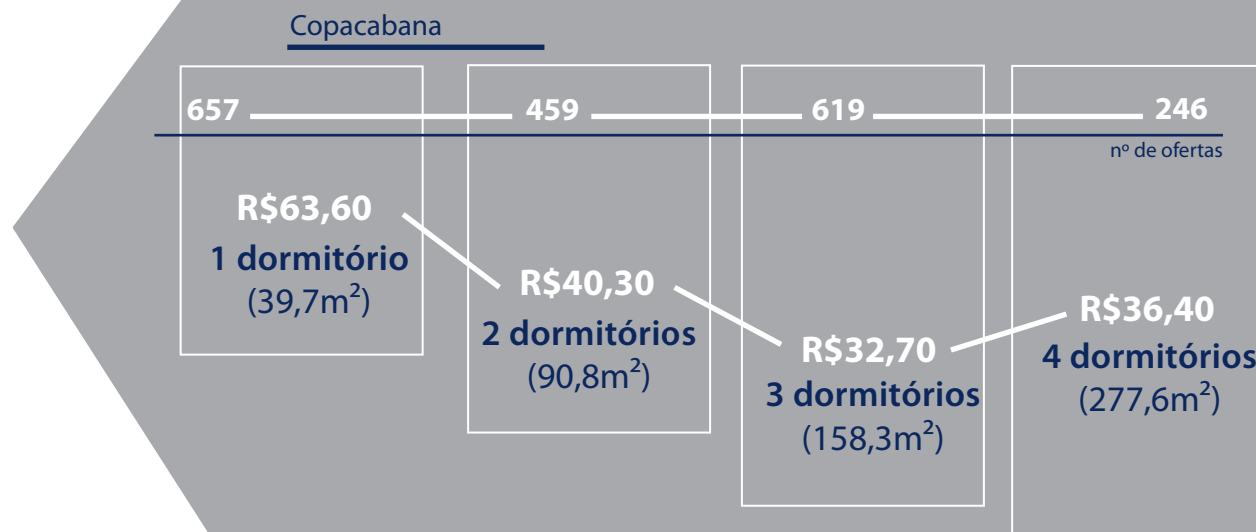 Copacabana
657 459 619 246
nº de ofertas
R$63,60
1 dormitório
(39,7m²)
R$40,30
2 dormitórios
(90,8m²)
R$32,70
3 dormitórios
(158,3m²)
R$36,40
4 dormitórios
(277,6m²)